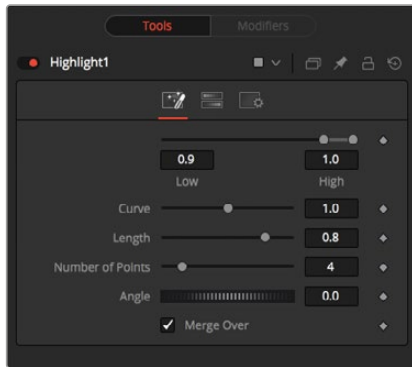 Tools Modifiers
Highlight1
0.9 1.0
Low High
Curve 1.0
Length 0.8
Number of Points 4
Angle 0.0
Merge Over